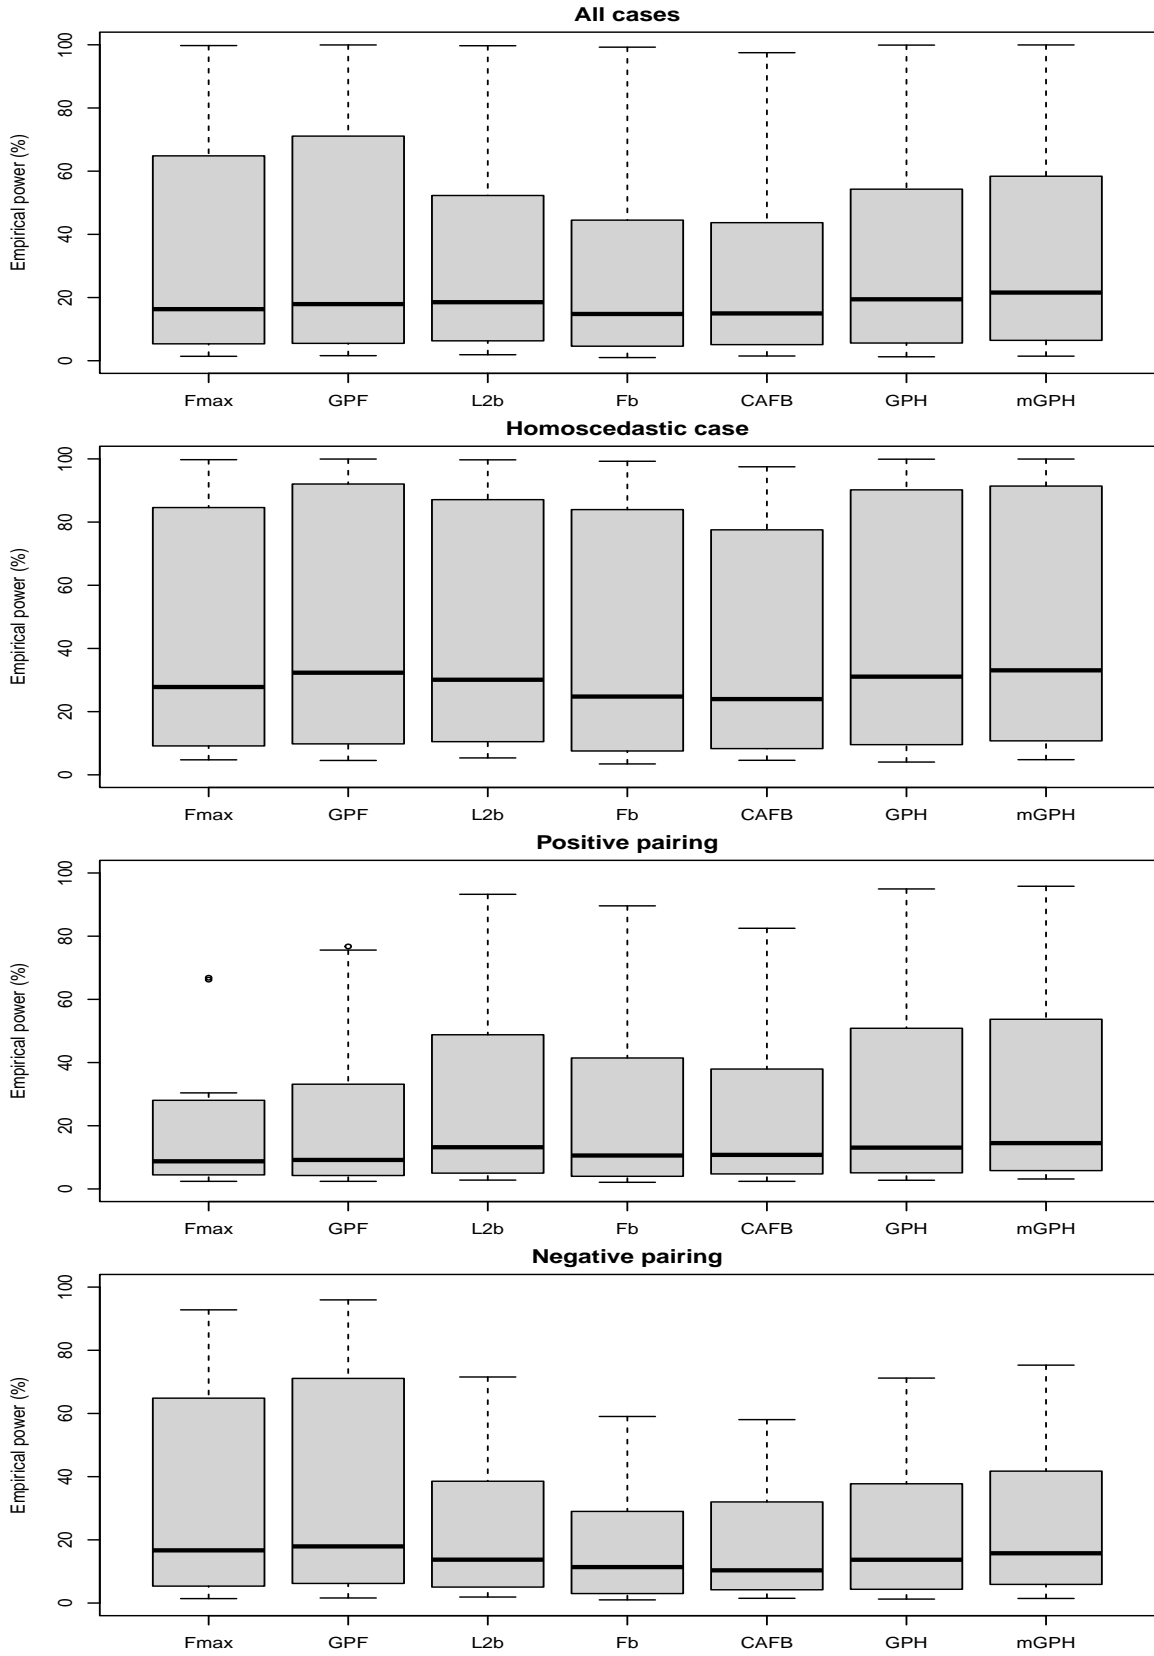 All cases
Empirical power (%)
0 20 40 60 80 100
Fmax GPF L2b Fb CAFB GPH mGPH
Homoscedastic case
Empirical power (%)
0 20 40 60 80 100
Fmax GPF L2b Fb CAFB GPH mGPH
Positive pairing
Empirical power (%)
0 20 40 60 80 100
Fmax GPF L2b Fb CAFB GPH mGPH
Negative pairing
Empirical power (%)
0 20 40 60 80 100
Fmax GPF L2b Fb CAFB GPH mGPH